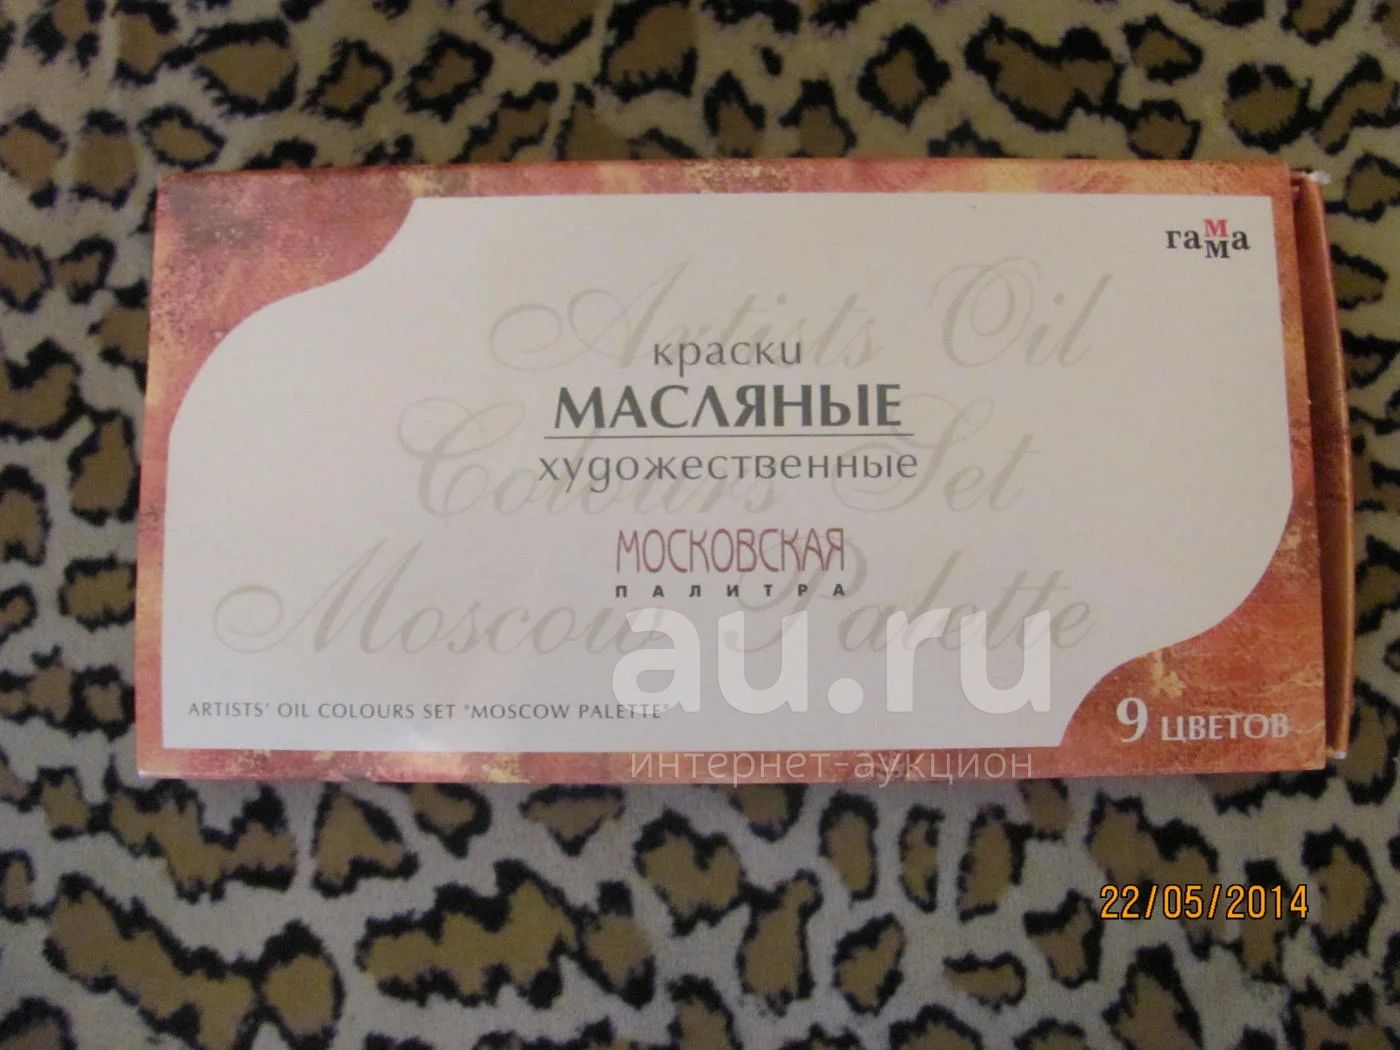 гамма
Artists Oil
краски
МАСЛЯНЫЕ
Colours Set
художественные
МОСКОВСКАЯ
ПАЛИТРА
Moscow Palette
au.ru
ARTISTS' OIL COLOURS SET "MOSCOW PALETTE"
9 ЦВЕТОВ
интернет-аукцион
22/05/2014